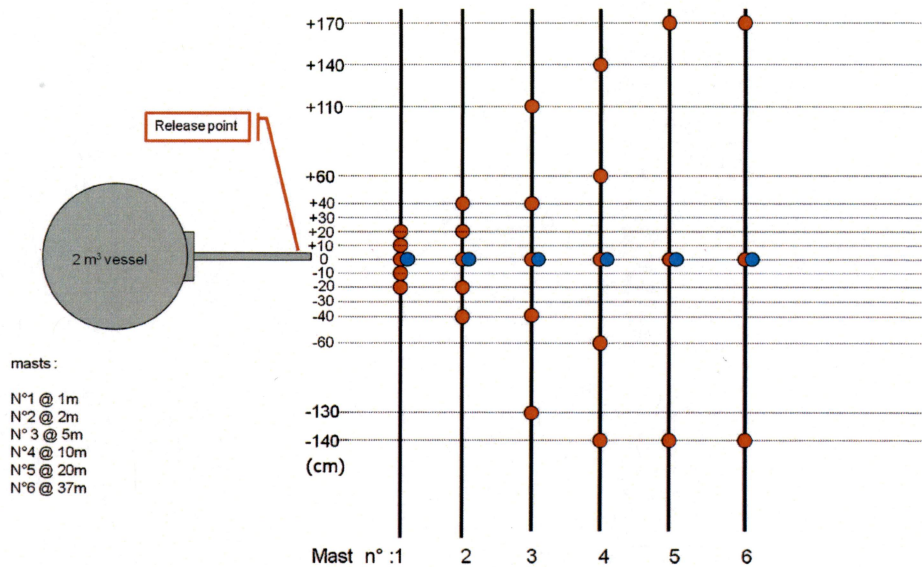 +170
+140
+110
Release point
+60
+40
+30
+20
+10
0
2 m³ vessel
-10
-20
-30
-40
-60
masts :
N°1 @ 1m
N°2 @ 2m
N° 3 @ 5m
N°4 @ 10m
N°5 @ 20m
N°6 @ 37m
-130
-140
(cm)
Mast n° :1 2 3 4 5 6